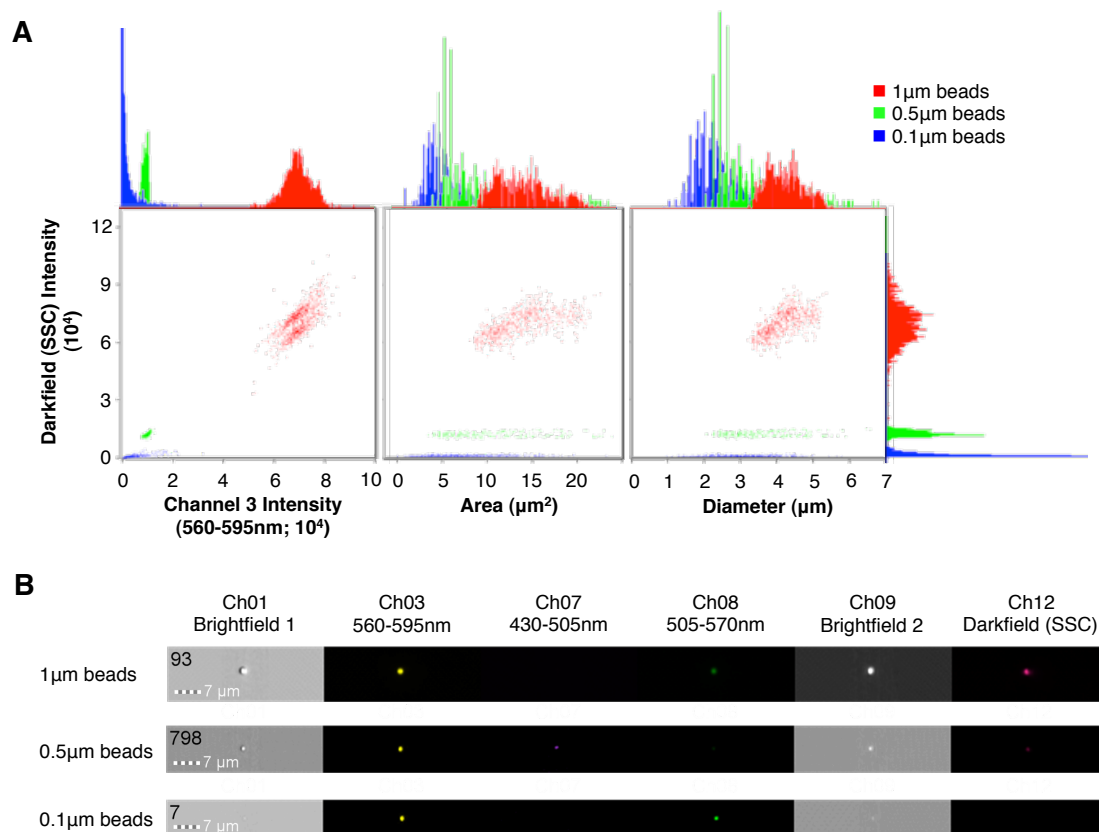 A
1µm beads
0.5µm beads
0.1µm beads
Darkfield (SSC) Intensity
(10⁴)
12
9
6
3
0
0 2 4 6 8 10
0 5 10 15 20
0 1 2 3 4 5 6 7
Channel 3 Intensity
(560-595nm; 10⁴)
Area (µm²)
Diameter (µm)
B
Ch01 Ch03 Ch07 Ch08 Ch09 Ch12
Brightfield 1 560-595nm 430-505nm 505-570nm Brightfield 2 Darkfield (SSC)
1µm beads
93
7 µm
0.5µm beads
798
7 µm
0.1µm beads
7
7 µm